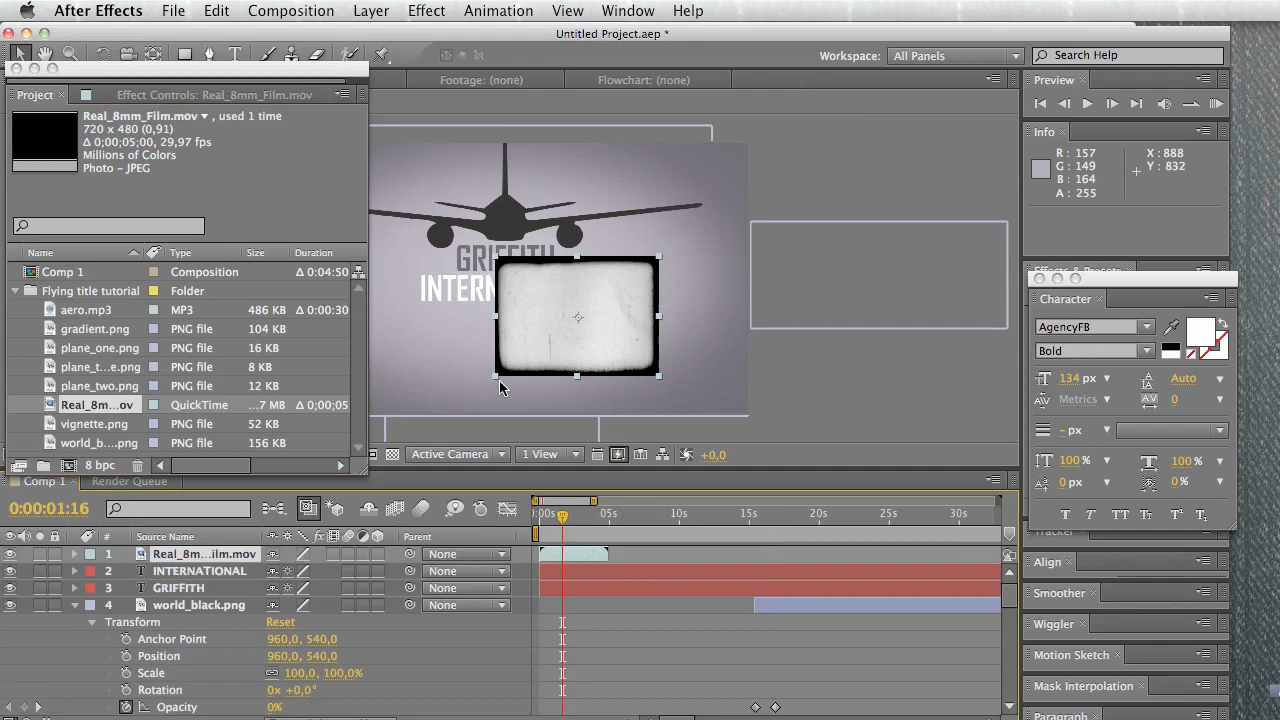 After Effects File Edit Composition Layer Effect Animation View Window Help
Untitled Project.aep *
Workspace: All Panels Search Help
Project Effect Controls: Real_8mm_Film.mov
Footage: (none) Flowchart: (none)
Real_8mm_Film.mov , used 1 time
720 x 480 (0,91)
Δ 0;00;05;00, 29,97 fps
Millions of Colors
Photo – JPEG
Name Type Size Duration
Comp 1 Composition Δ 0:04:50
Flying title tutorial Folder
aero.mp3 MP3 486 KB Δ 0:00:30
gradient.png PNG file 104 KB
plane_one.png PNG file 16 KB
plane_t...e.png PNG file 8 KB
plane_two.png PNG file 12 KB
Real_8m...ov QuickTime ...7 MB Δ 0;00;05
vignette.png PNG file 52 KB
world_b....png PNG file 156 KB
8 bpc
GRIFFITH
INTERN
Active Camera 1 View +0,0
Preview
Info
R : 157 X : 888
G : 149 Y : 832
B : 164
A : 255
Character
AgencyFB
Bold
134 px Auto
Metrics 0
– px
100 % 100 %
0 px 0 %
T T TT Tт T¹ T₁
Align
Smoother
Wiggler
Motion Sketch
Mask Interpolation
Paragraph
Comp 1 Render Queue
0:00:01:16
:00s 05s 10s 15s 20s 25s 30s
# Source Name Parent
1 Real_8m...ilm.mov None
2 INTERNATIONAL None
3 GRIFFITH None
4 world_black.png None
Transform Reset
Anchor Point 960,0, 540,0
Position 960,0, 540,0
Scale 100,0, 100,0%
Rotation 0x +0,0°
Opacity 0%